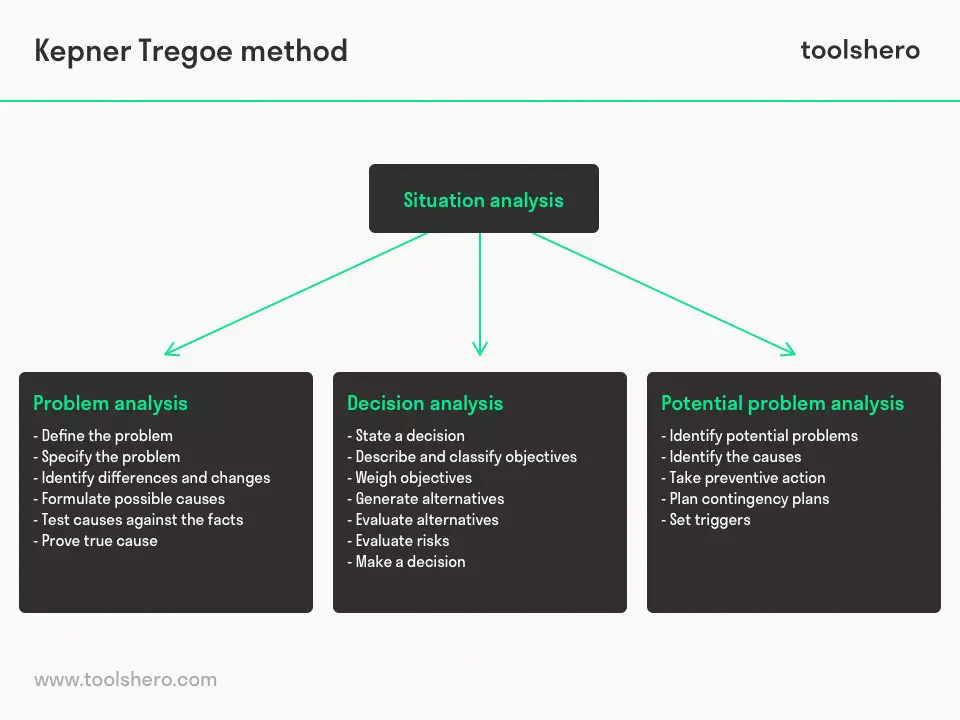 Kepner Tregoe method
toolshero
Situation analysis
Problem analysis
- Define the problem
- Specify the problem
- Identify differences and changes
- Formulate possible causes
- Test causes against the facts
- Prove true cause
Decision analysis
- State a decision
- Describe and classify objectives
- Weigh objectives
- Generate alternatives
- Evaluate alternatives
- Evaluate risks
- Make a decision
Potential problem analysis
- Identify potential problems
- Identify the causes
- Take preventive action
- Plan contingency plans
- Set triggers
www.toolshero.com